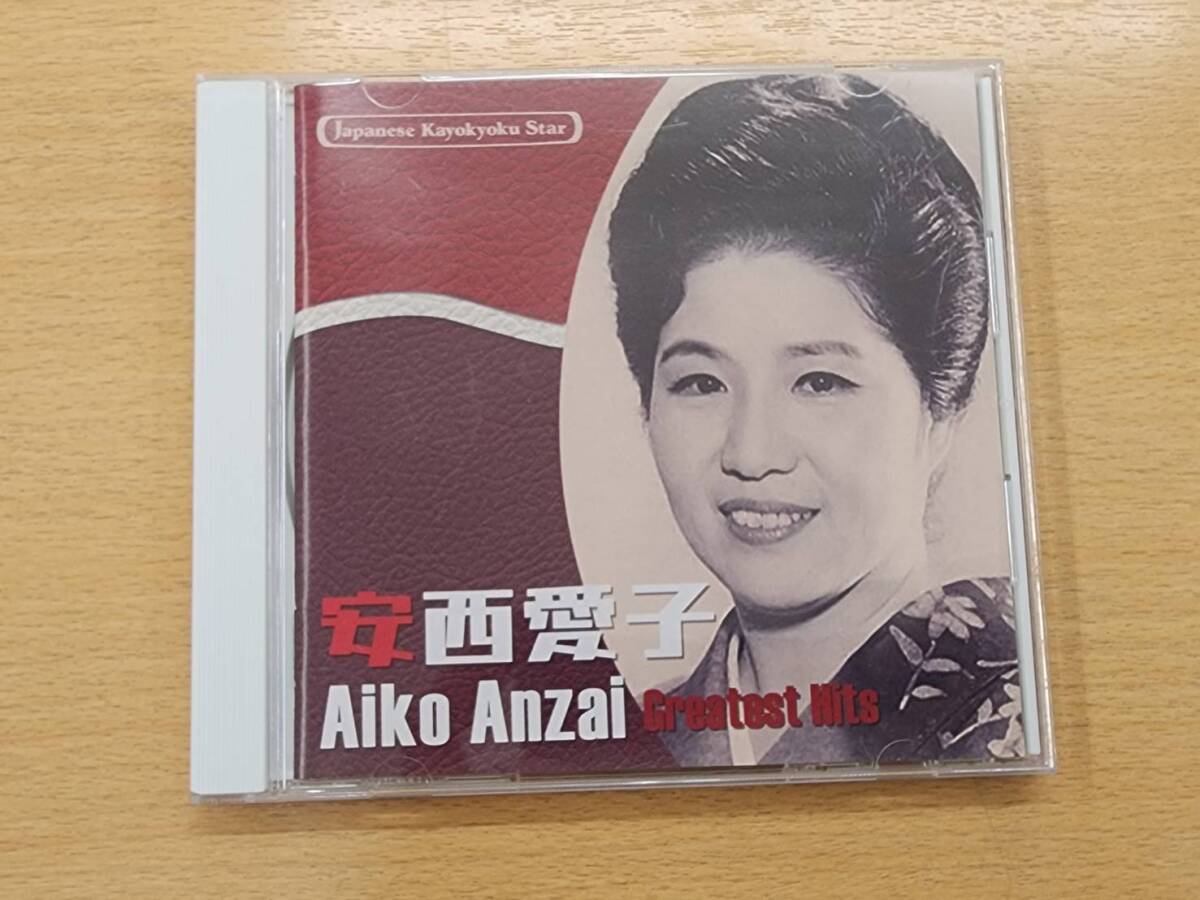 Japanese Kayokyoku Star
安西愛子
Aiko Anzai Greatest Hits